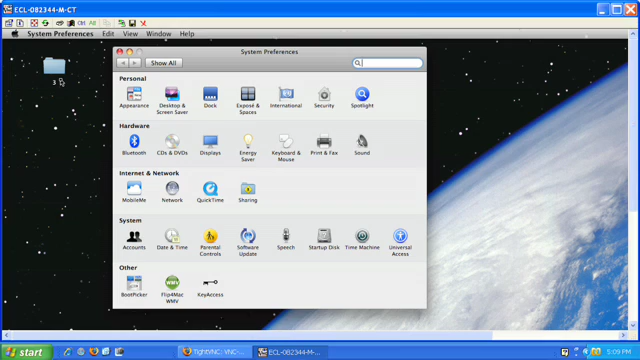 ECL-082344-M-CT
Ctrl Alt
System Preferences Edit View Window Help
System Preferences
Show All
Personal
Appearance
Desktop &
Screen Saver
Dock
Exposé &
Spaces
International
Security
Spotlight
Hardware
Bluetooth
CDs & DVDs
Displays
Energy
Saver
Keyboard &
Mouse
Print & Fax
Sound
Internet & Network
MobileMe
Network
QuickTime
Sharing
System
Accounts
Date & Time
Parental
Controls
Software
Update
Speech
Startup Disk
Time Machine
Universal
Access
Other
BootPicker
Flip4Mac
WMV
KeyAccess
3
start
TightVNC: VNC-...
ECL-082344-M-C...
5:09 PM